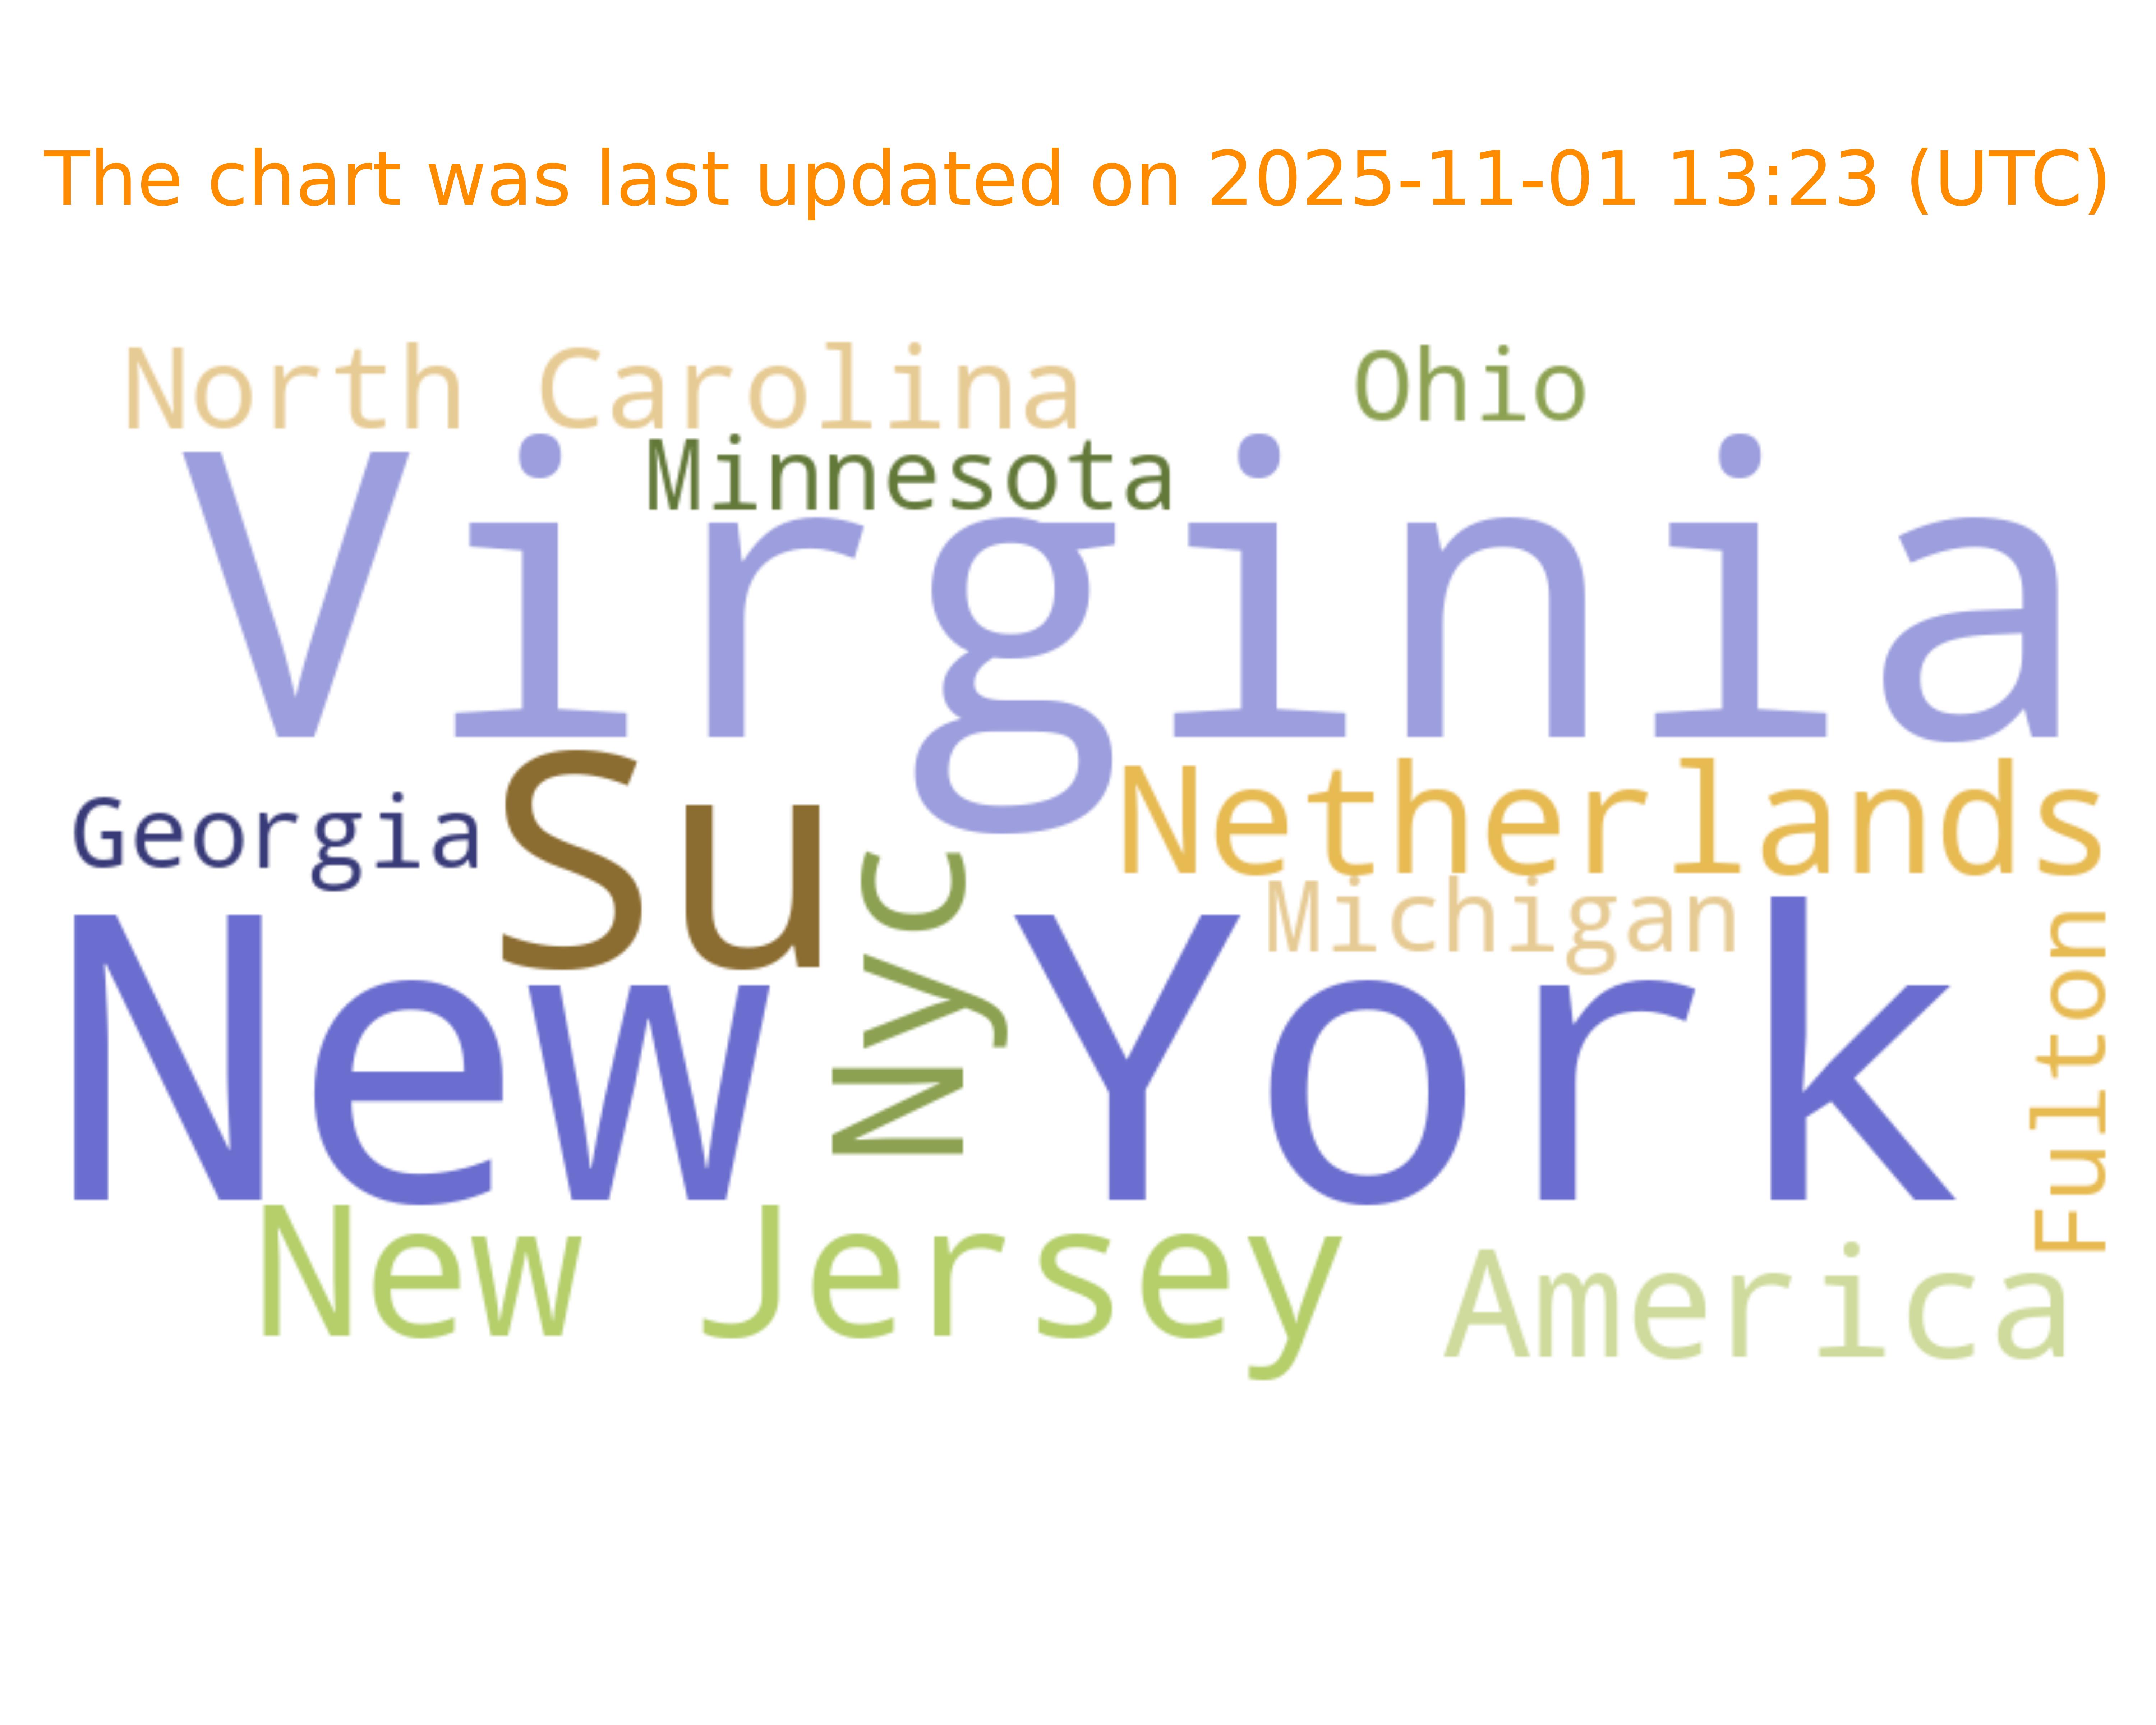 The chart was last updated on 2025-11-01 13:23 (UTC)
North Carolina
Ohio
Minnesota
Virginia
Su
Netherlands
Georgia
Michigan
Nyc
New York
Fulton
New Jersey
America